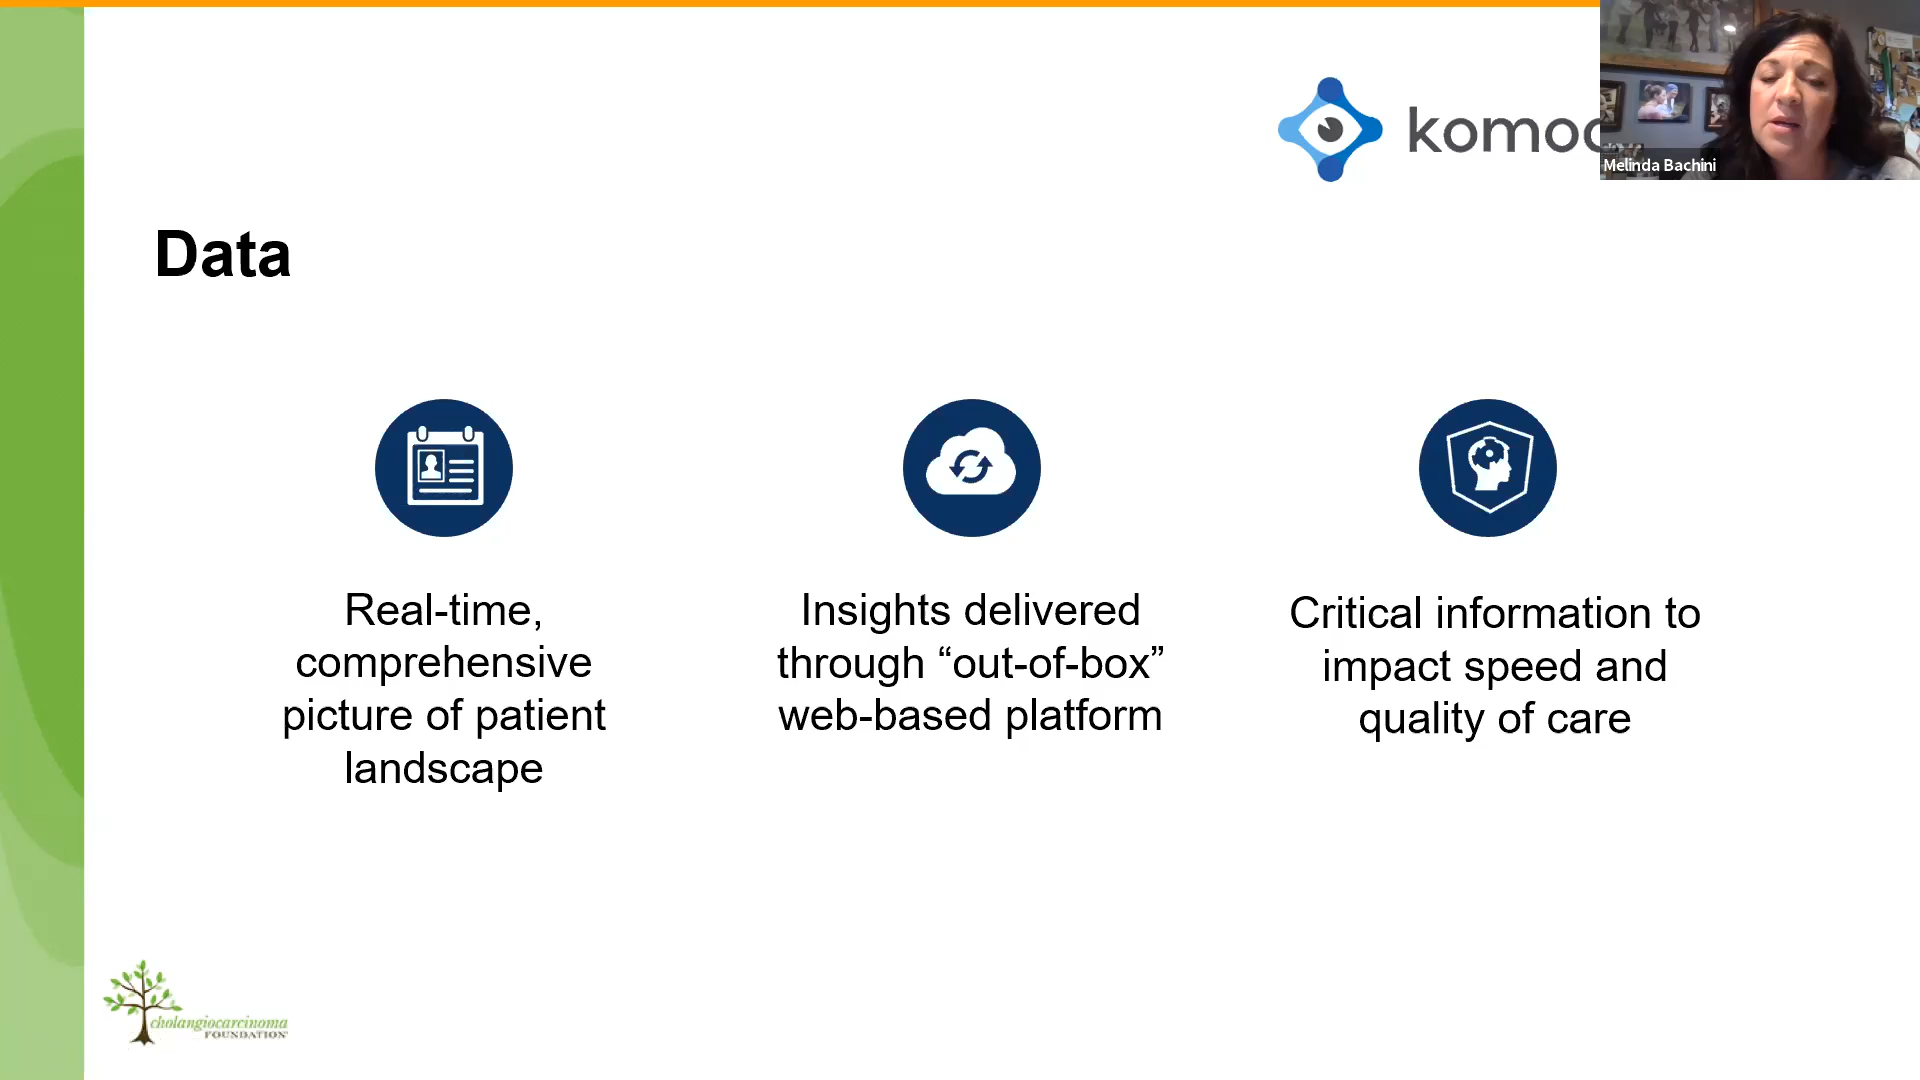 komod
Melinda Bachini
Data
Real-time,
comprehensive
picture of patient
landscape
Insights delivered
through “out-of-box”
web-based platform
Critical information to
impact speed and
quality of care
cholangiocarcinoma
FOUNDATION